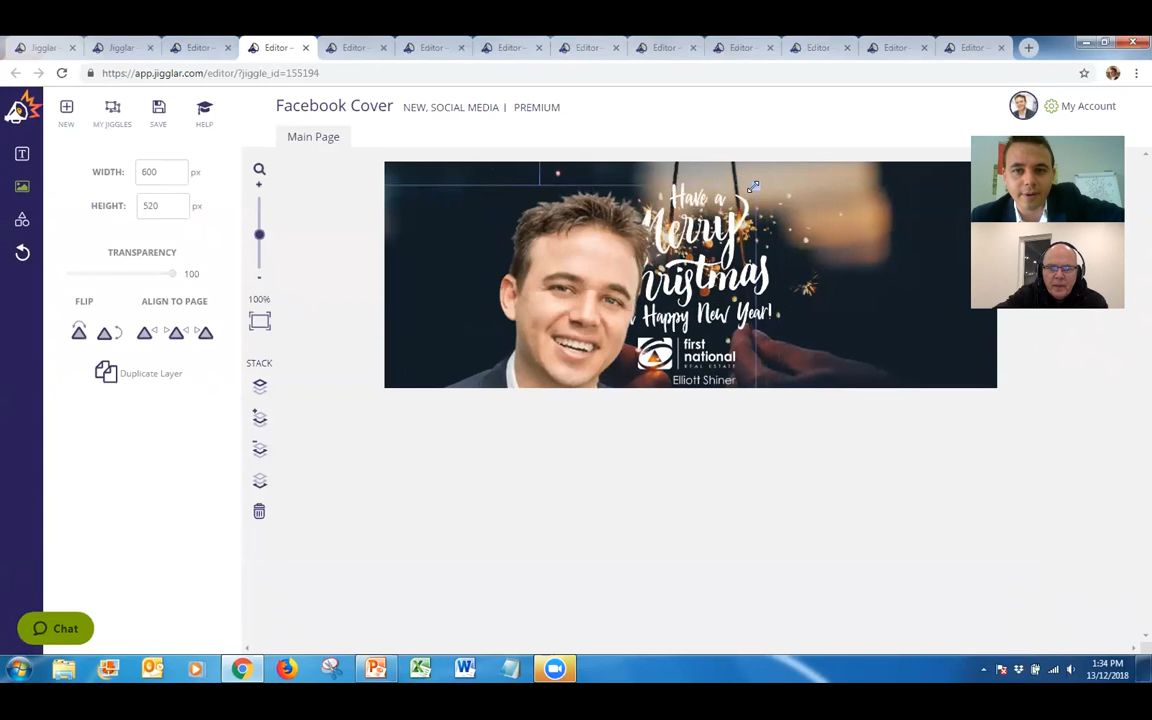 Jigglar
Jigglar -
Editor -
Editor -
Editor -
Editor -
Editor -
Editor -
Editor -
Editor -
Editor -
Editor -
Editor -
https://app.jigglar.com/editor/?jiggle_id=155194
NEW
MY JIGGLES
SAVE
HELP
Facebook Cover NEW, SOCIAL MEDIA | PREMIUM
My Account
Main Page
WIDTH: 600 px
HEIGHT: 520 px
TRANSPARENCY
100
FLIP ALIGN TO PAGE
Duplicate Layer
100%
STACK
Have a
Merry
hristmas
Happy New Year!
first
national
REAL ESTATE
Elliott Shiner
Chat
1:34 PM
13/12/2018